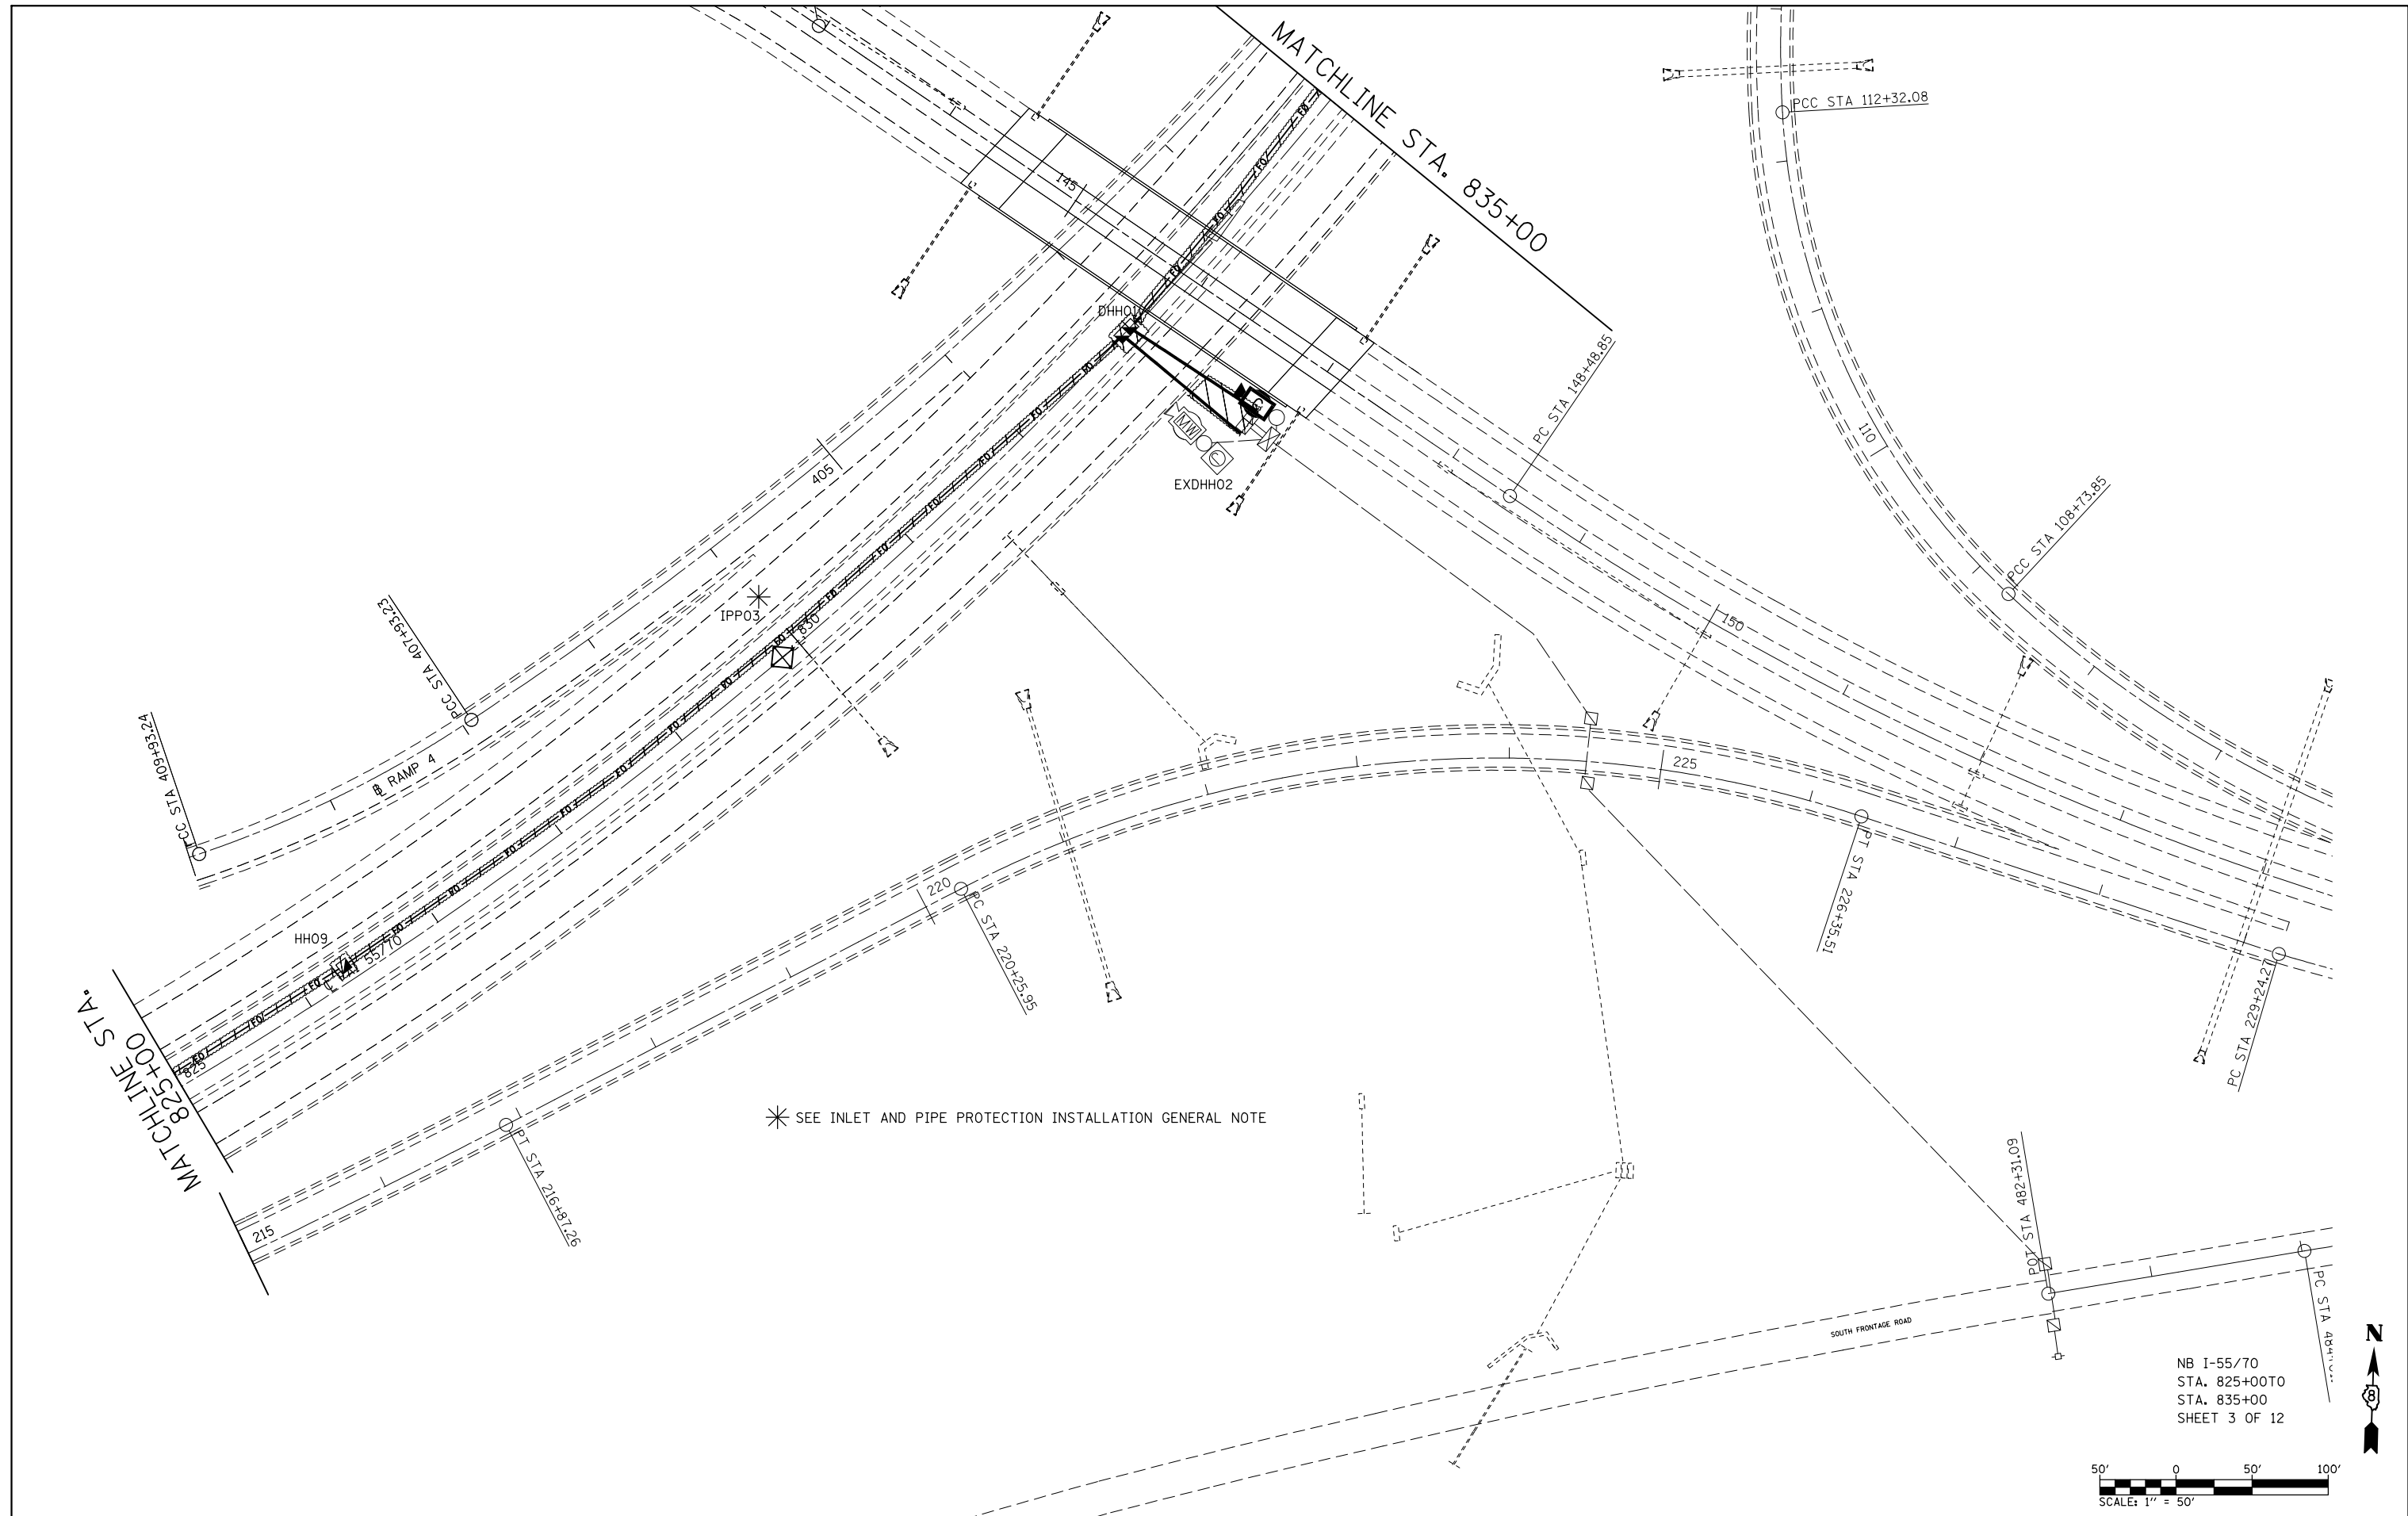 MATCHLINE STA. 835+00
PCC STA 112+32.08
145
DHH01
PC STA 148+48.85
110
405
MW
EXDHH02
PCC STA 108+73.85
IPP03
830
150
PCC STA 407+93.23
PCC STA 409+93.24
℄ RAMP 4
225
PT STA 226+35.51
220
PC STA 220+25.95
HH09
℄ 55/70
PC STA 229+24.27
MATCHLINE STA.
825+00
825
✳ SEE INLET AND PIPE PROTECTION INSTALLATION GENERAL NOTE
PT STA 216+87.26
215
POT STA 482+31.09
SOUTH FRONTAGE ROAD
PC STA
N
8
NB I-55/70
STA. 825+00TO
STA. 835+00
SHEET 3 OF 12
50' 0 50' 100'
SCALE: 1" = 50'